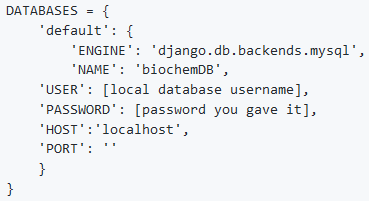 DATABASES = {
    'default': {
        'ENGINE': 'django.db.backends.mysql',
        'NAME': 'biochemDB',
    'USER': [local database username],
    'PASSWORD': [password you gave it],
    'HOST':'localhost',
    'PORT': ''
    }
}